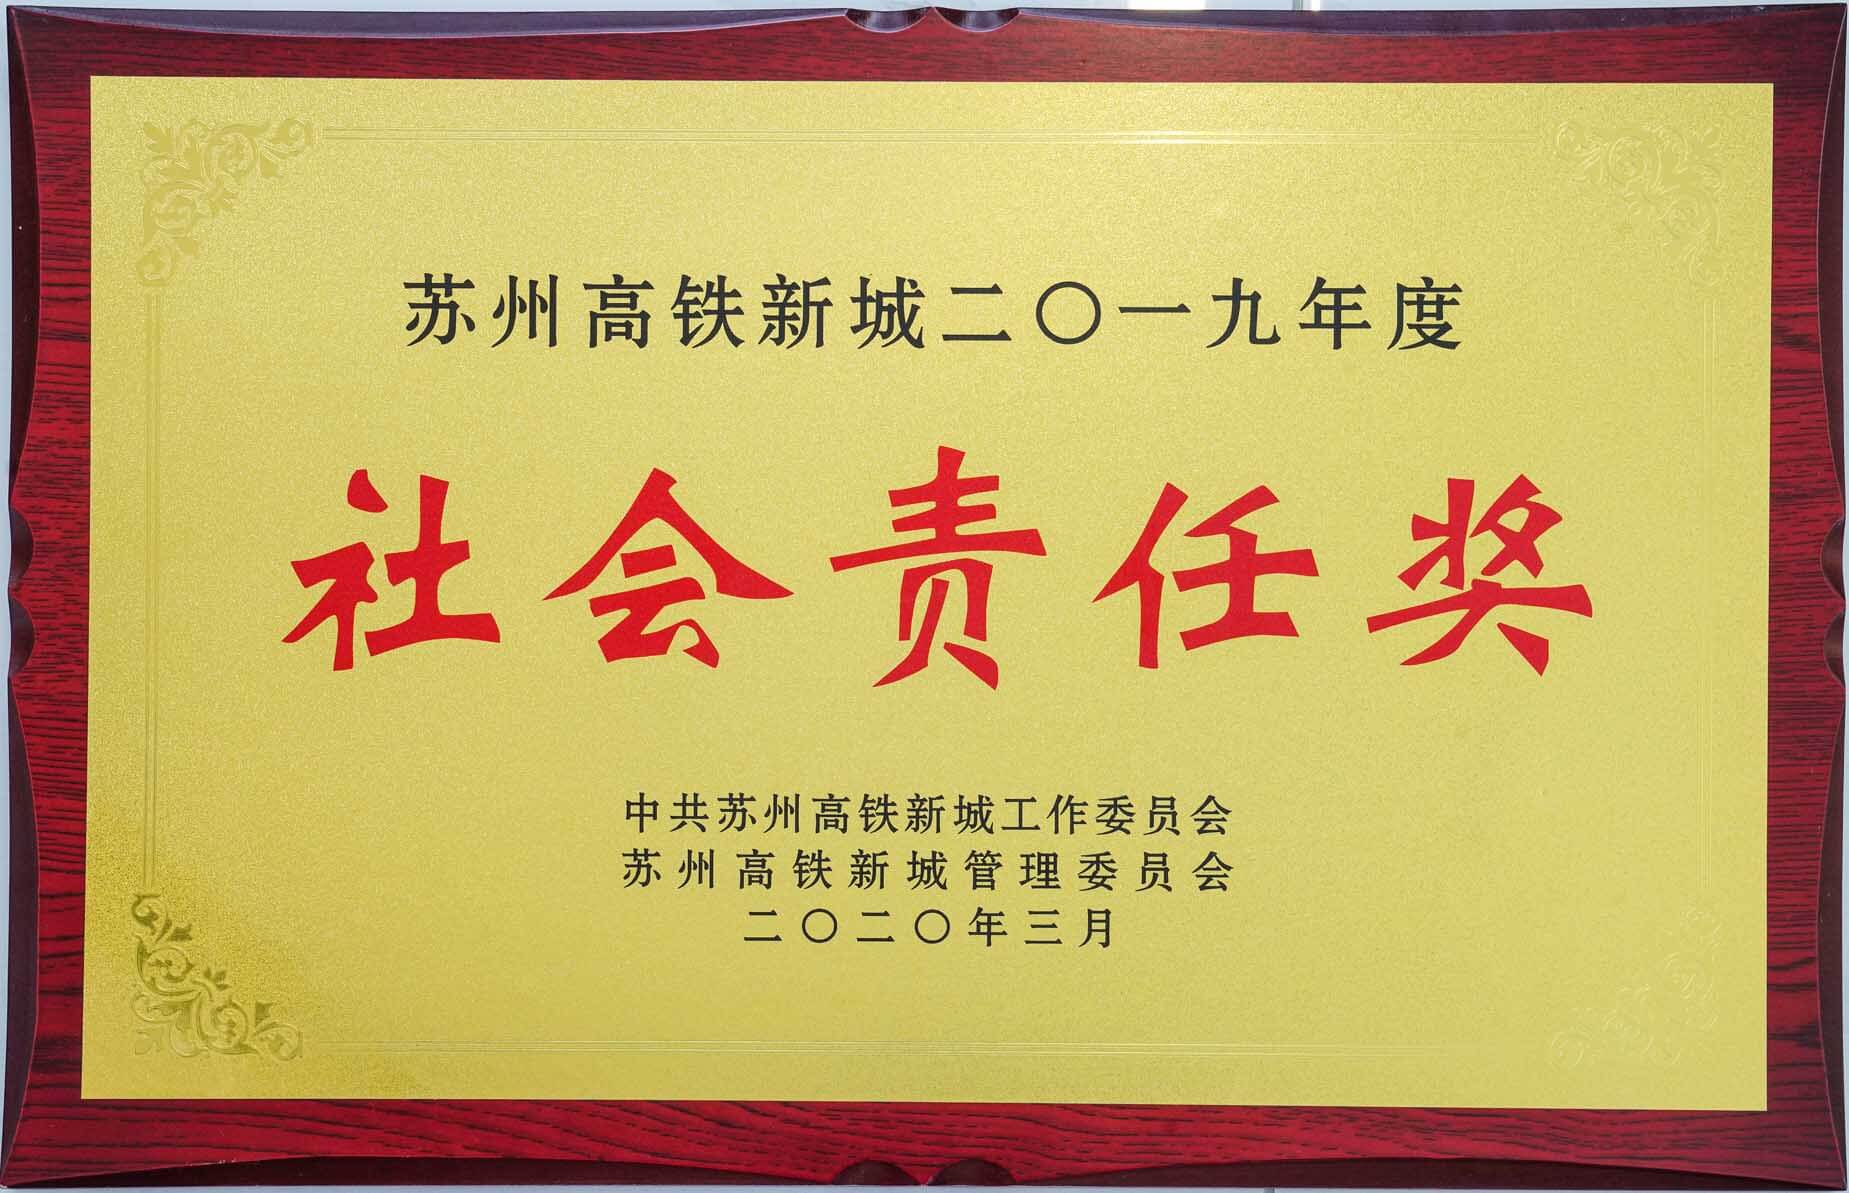 苏州高铁新城二〇一九年度
社会责任奖
中共苏州高铁新城工作委员会
苏州高铁新城管理委员会
二〇二〇年三月